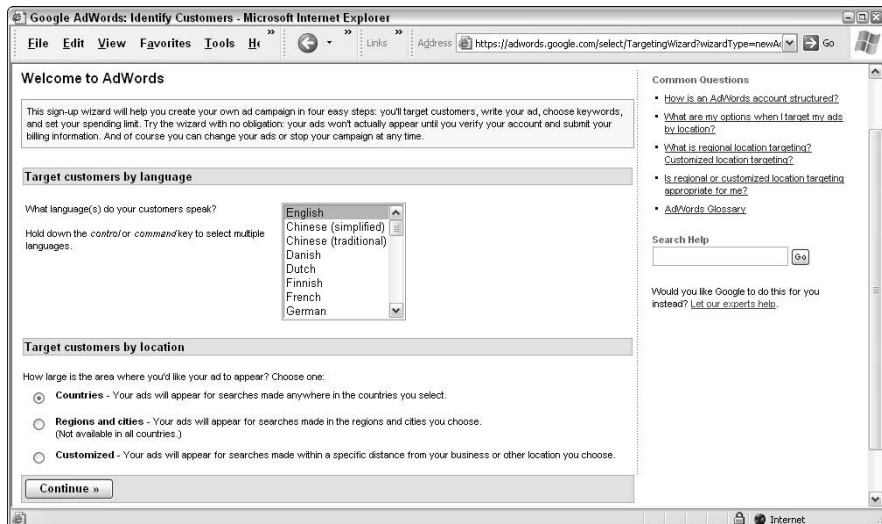 Google AdWords: Identify Customers - Microsoft Internet Explorer
File Edit View Favorites Tools He » » Links » Address https://adwords.google.com/select/TargetingWizard?wizardType=newAc Go
Welcome to AdWords
This sign-up wizard will help you create your own ad campaign in four easy steps: you'll target customers, write your ad, choose keywords,
and set your spending limit. Try the wizard with no obligation: your ads won't actually appear until you verify your account and submit your
billing information. And of course you can change your ads or stop your campaign at any time.
Target customers by language
What language(s) do your customers speak?
Hold down the control or command key to select multiple
languages.
English
Chinese (simplified)
Chinese (traditional)
Danish
Dutch
Finnish
French
German
Target customers by location
How large is the area where you'd like your ad to appear? Choose one:
Countries - Your ads will appear for searches made anywhere in the countries you select.
Regions and cities - Your ads will appear for searches made in the regions and cities you choose.
(Not available in all countries.)
Customized - Your ads will appear for searches made within a specific distance from your business or other location you choose.
Continue »
Common Questions
How is an AdWords account structured?
What are my options when I target my ads
by location?
What is regional location targeting?
Customized location targeting?
Is regional or customized location targeting
appropriate for me?
AdWords Glossary
Search Help
Go
Would you like Google to do this for you
instead? Let our experts help.
Internet